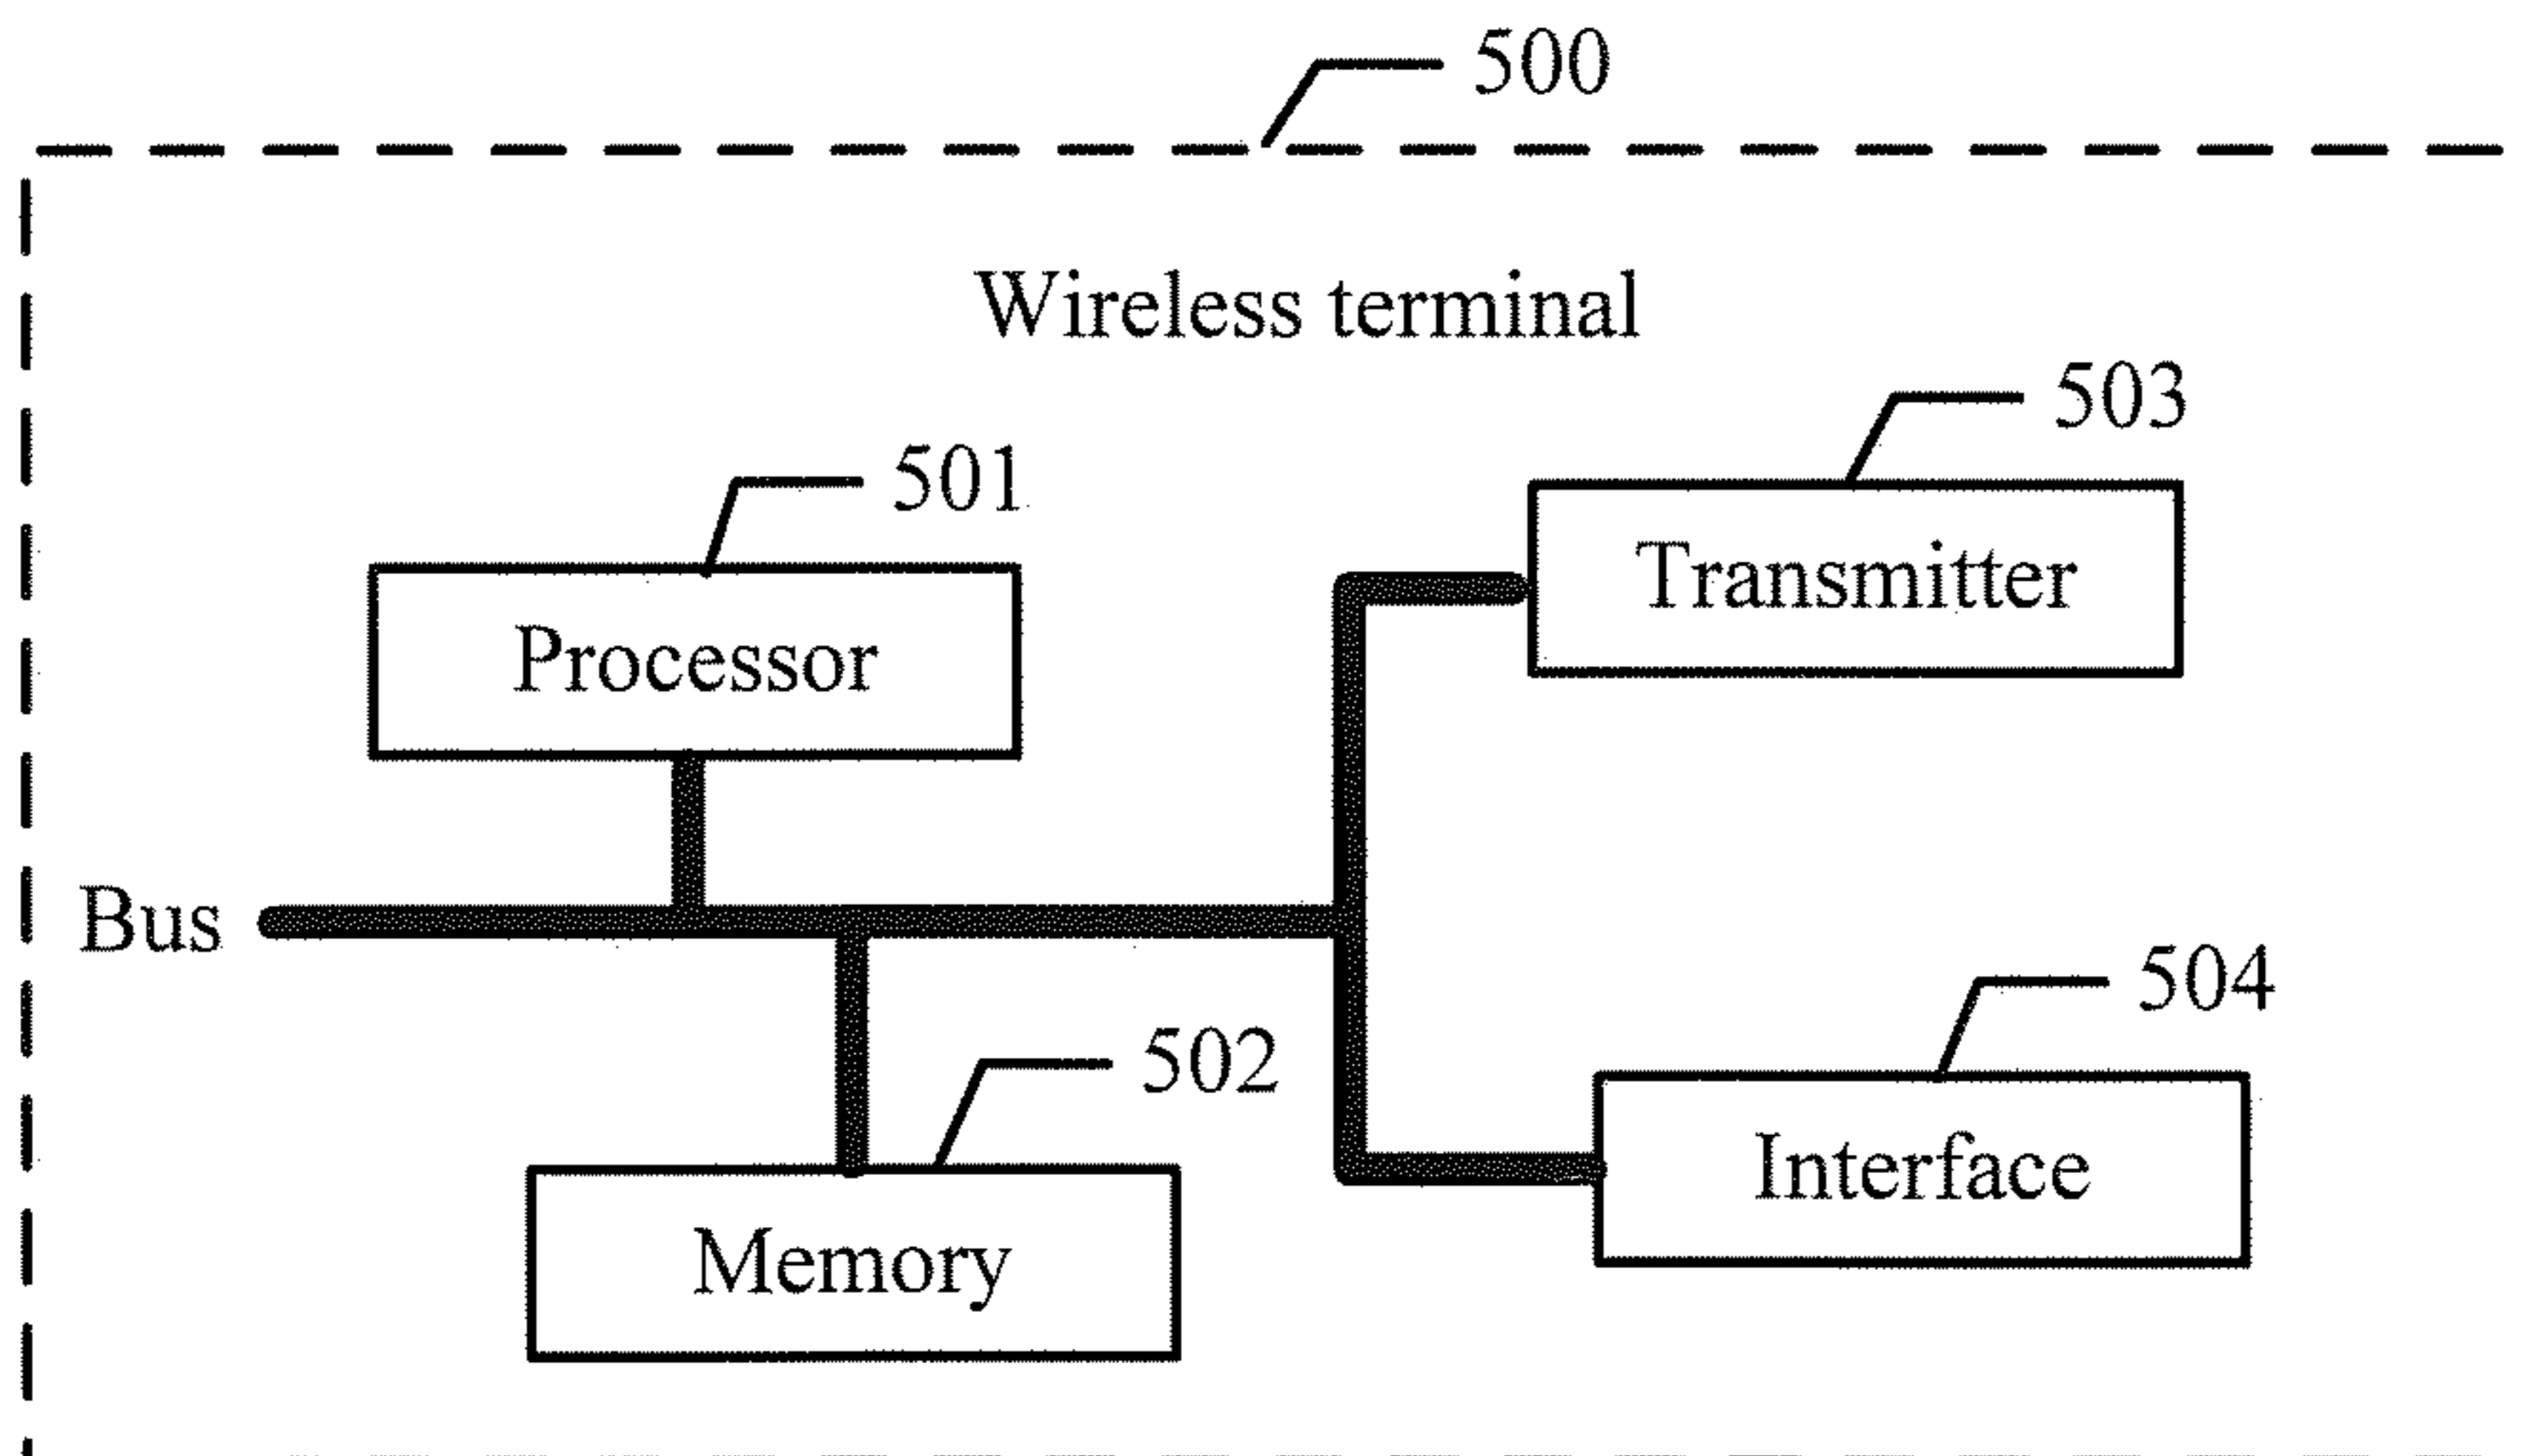 500
Wireless terminal
503
501
Transmitter
Processor
Bus
504
502
Interface
Memory